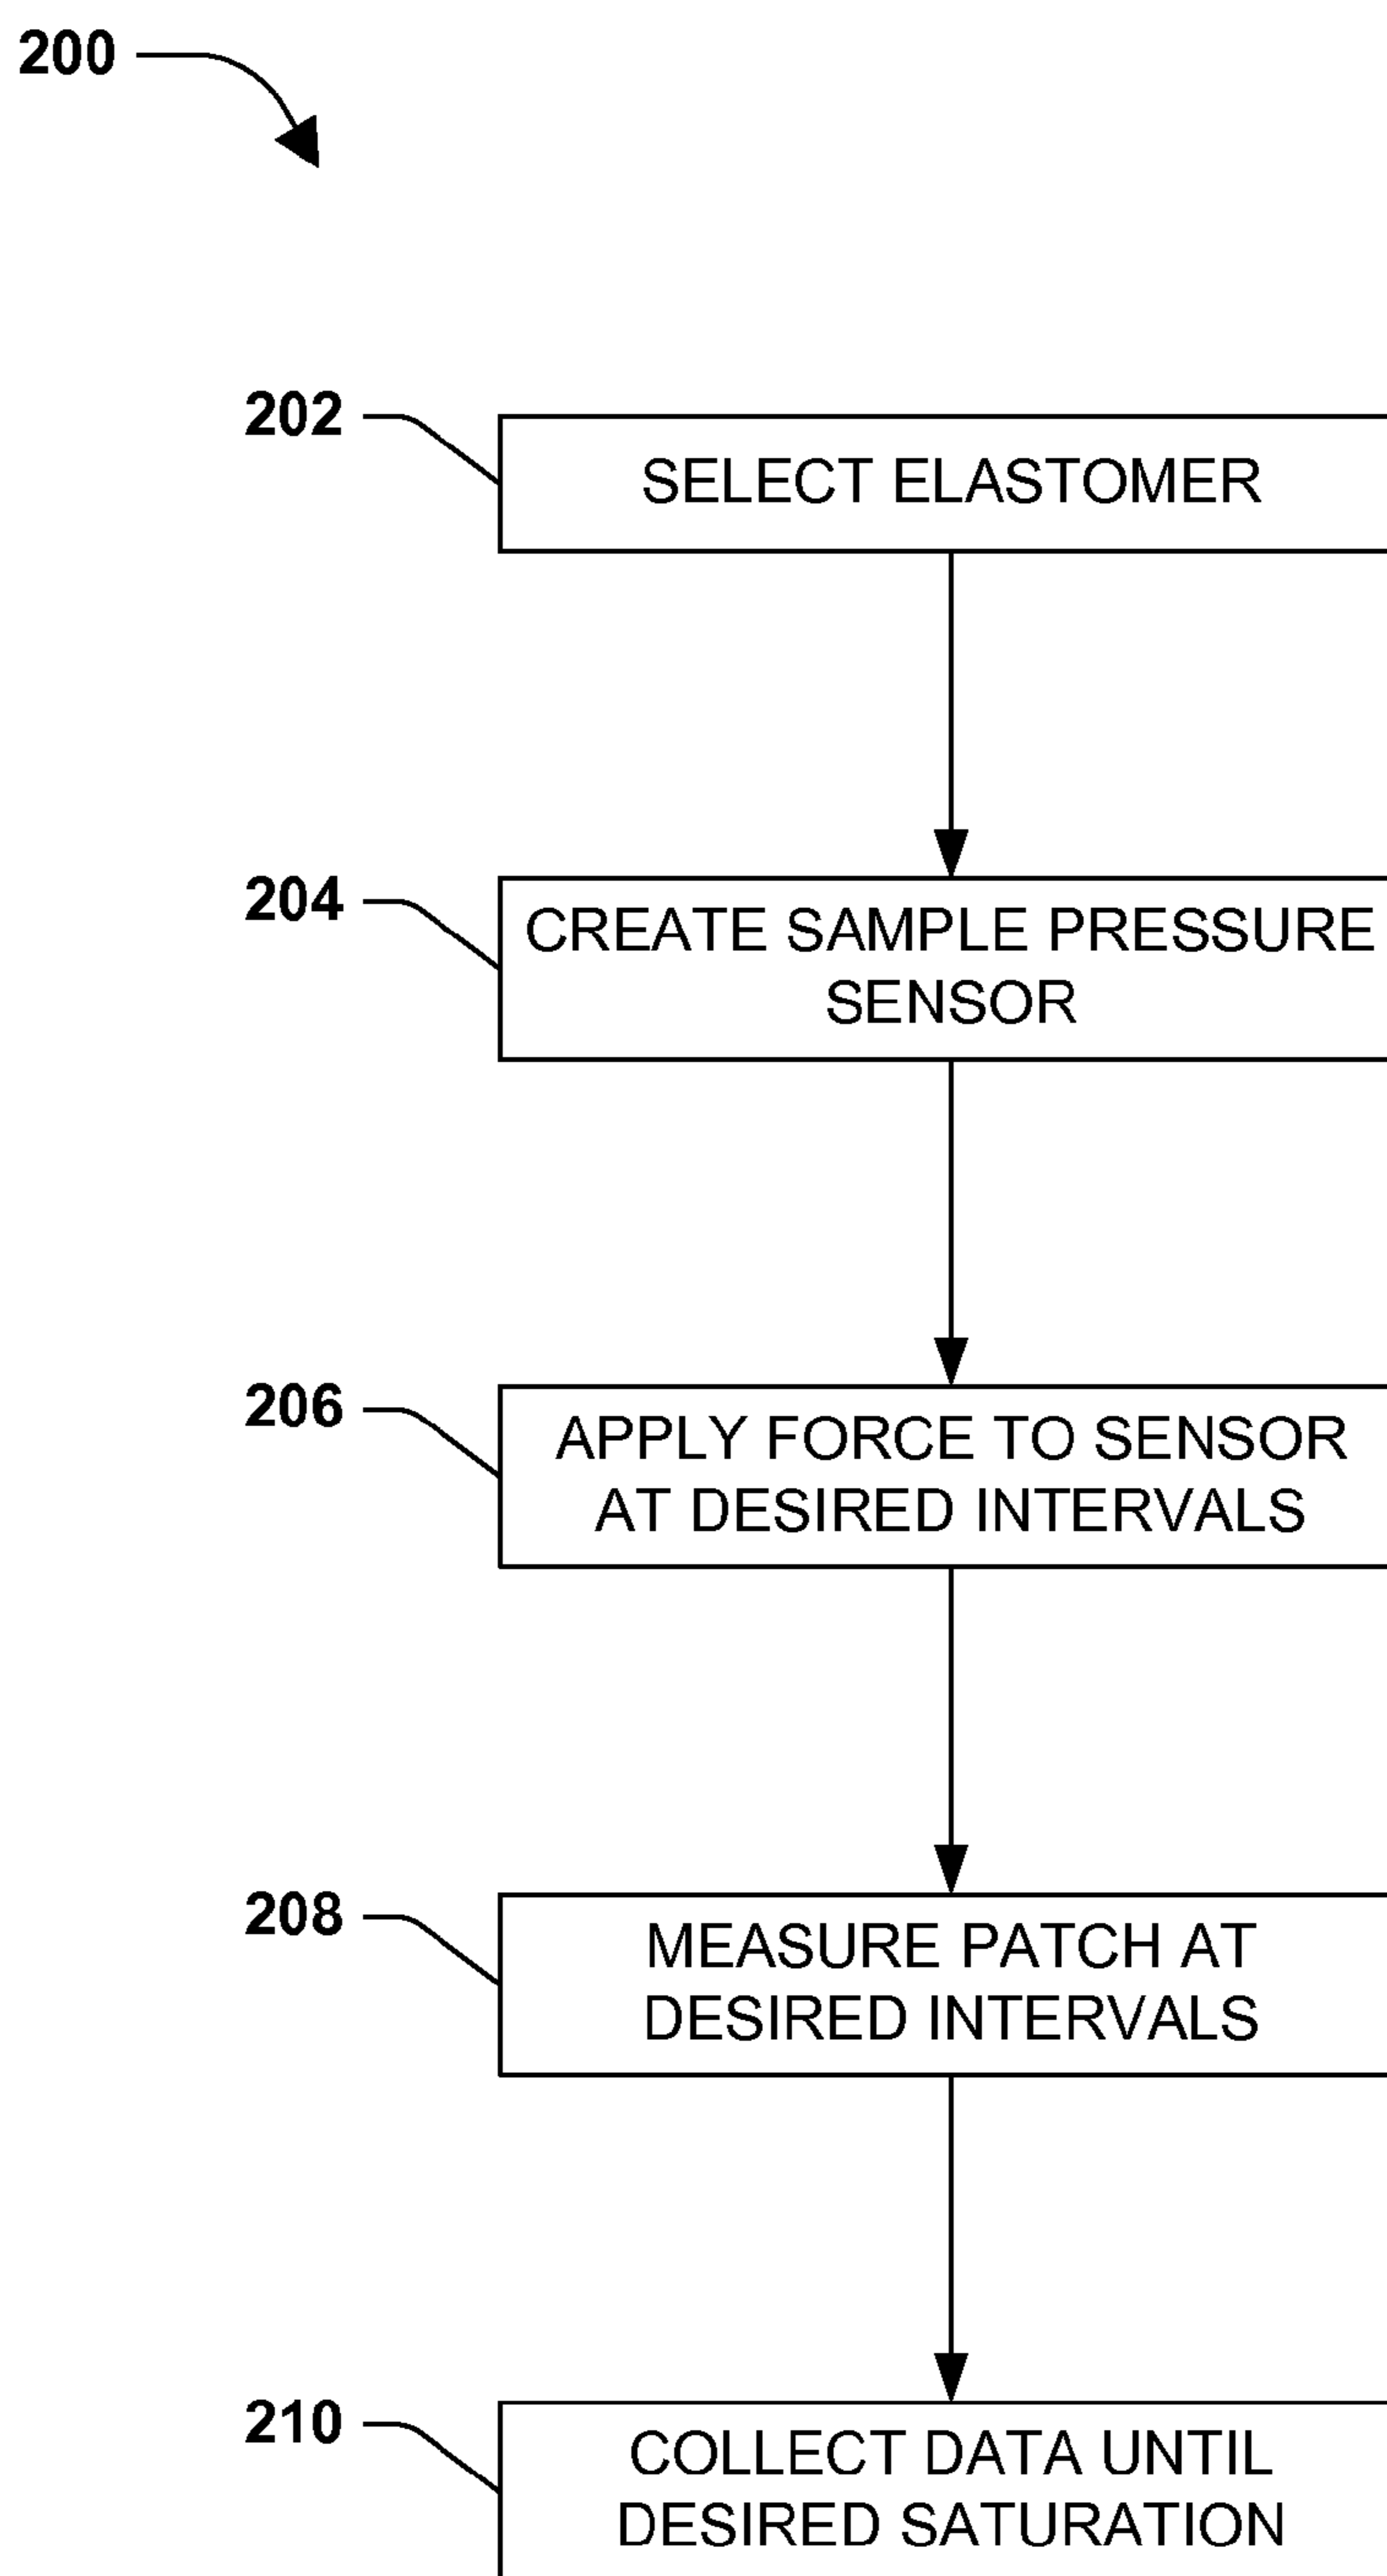 200
202
SELECT ELASTOMER
204
CREATE SAMPLE PRESSURE
SENSOR
206
APPLY FORCE TO SENSOR
AT DESIRED INTERVALS
208
MEASURE PATCH AT
DESIRED INTERVALS
210
COLLECT DATA UNTIL
DESIRED SATURATION